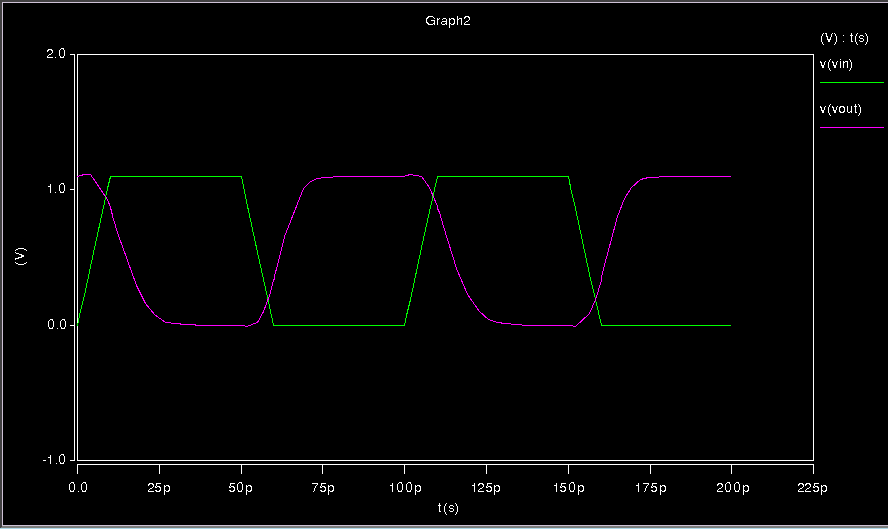 Graph2
(V) : t(s)
v(vin)
v(vout)
2.0
1.0
(V)
0.0
-1.0
0.0 25p 50p 75p 100p 125p 150p 175p 200p 225p
t(s)